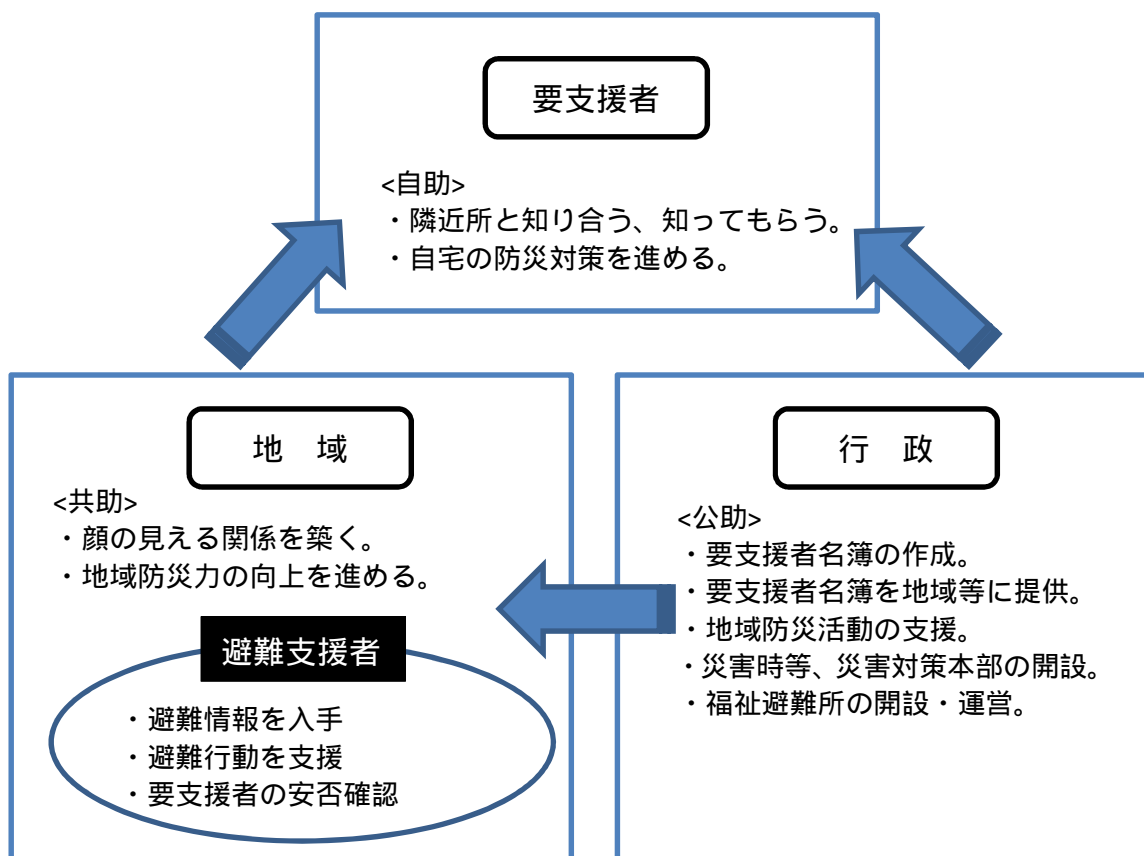 要支援者
<自助>
・隣近所と知り合う、知ってもらう。
・自宅の防災対策を進める。
地　域
<共助>
・顔の見える関係を築く。
・地域防災力の向上を進める。
避難支援者
・避難情報を入手
・避難行動を支援
・要支援者の安否確認
行　政
<公助>
・要支援者名簿の作成。
・要支援者名簿を地域等に提供。
・地域防災活動の支援。
・災害時等、災害対策本部の開設。
・福祉避難所の開設・運営。